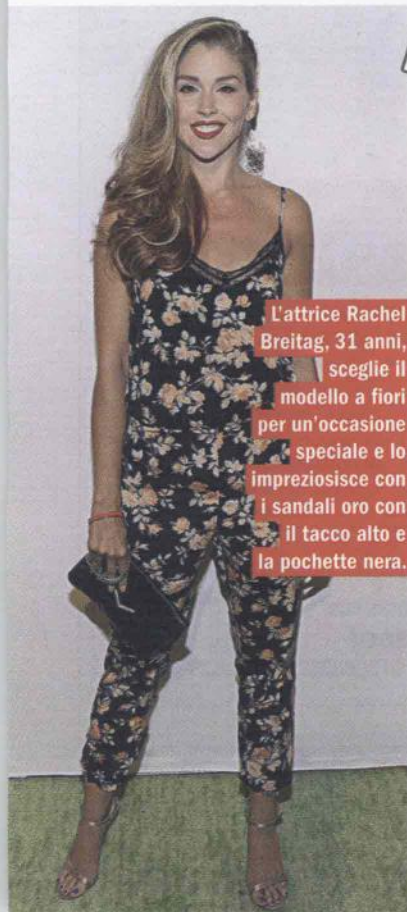 L'attrice Rachel
Breitag, 31 anni,
sceglie il
modello a fiori
per un'occasione
speciale e lo
impreziosisce con
i sandali oro con
il tacco alto e
la pochette nera.